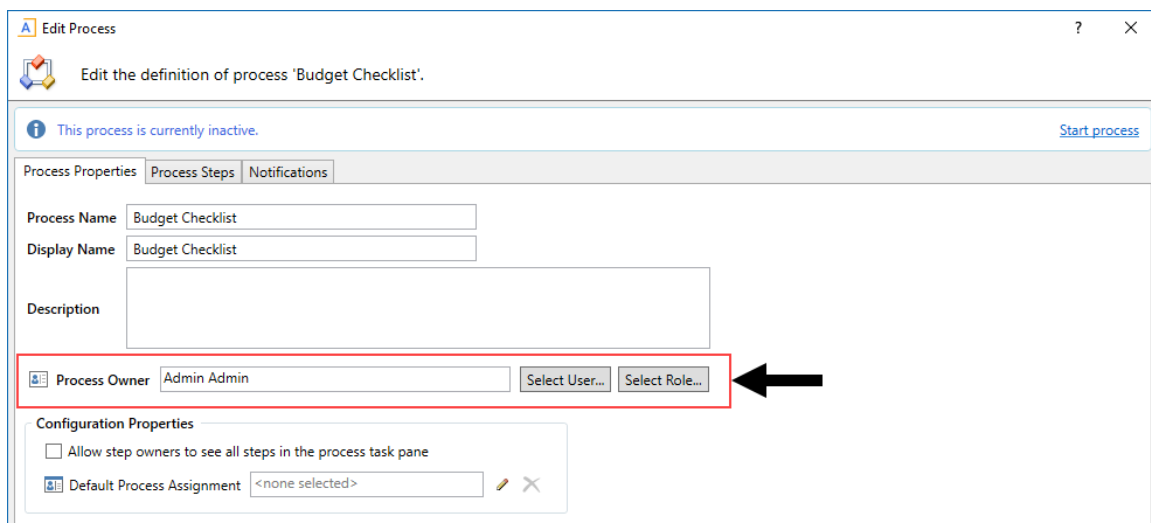 A Edit Process ?
Edit the definition of process 'Budget Checklist'.
This process is currently inactive. Start process
Process Properties Process Steps Notifications
Process Name Budget Checklist
Display Name Budget Checklist
Description
Process Owner Admin Admin Select User... Select Role...
Configuration Properties
Allow step owners to see all steps in the process task pane
Default Process Assignment <none selected>